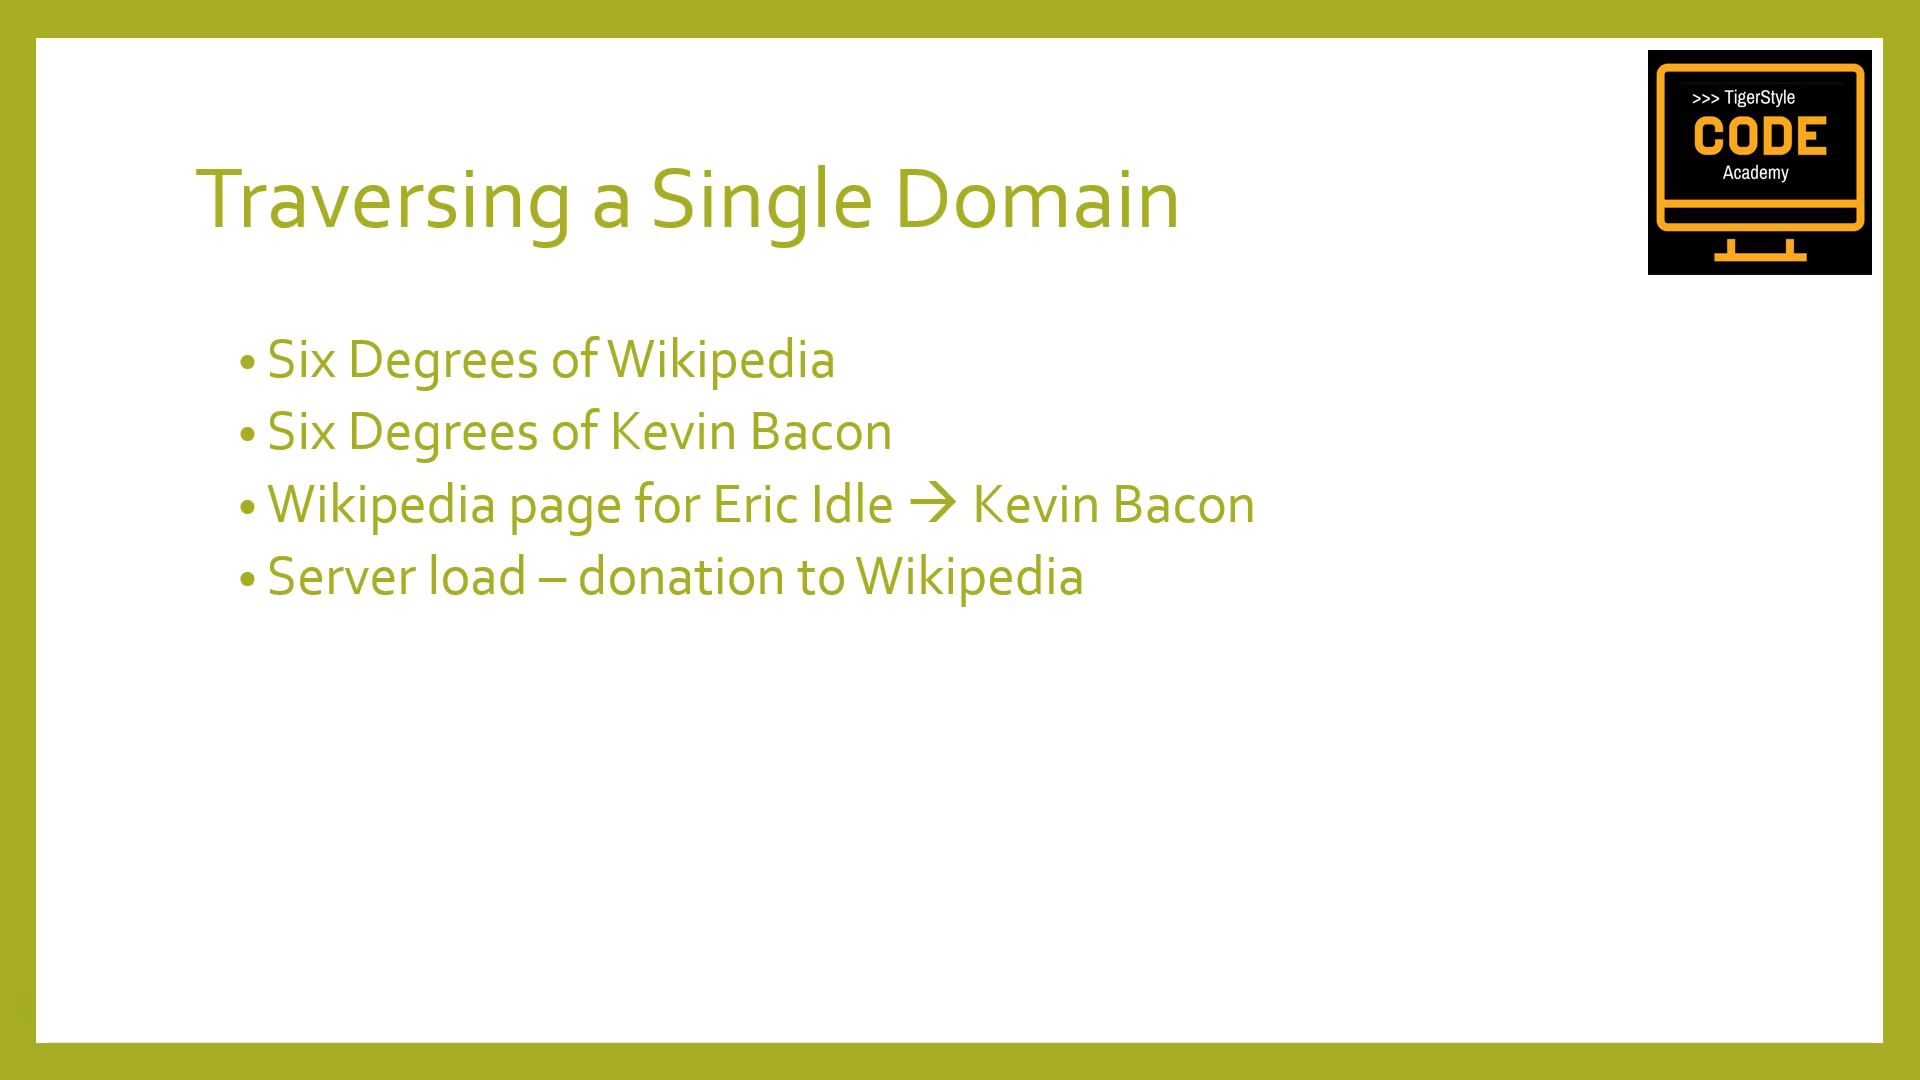 >>> TigerStyle
CODE
Academy
Traversing a Single Domain
• Six Degrees of Wikipedia
• Six Degrees of Kevin Bacon
• Wikipedia page for Eric Idle → Kevin Bacon
• Server load – donation to Wikipedia